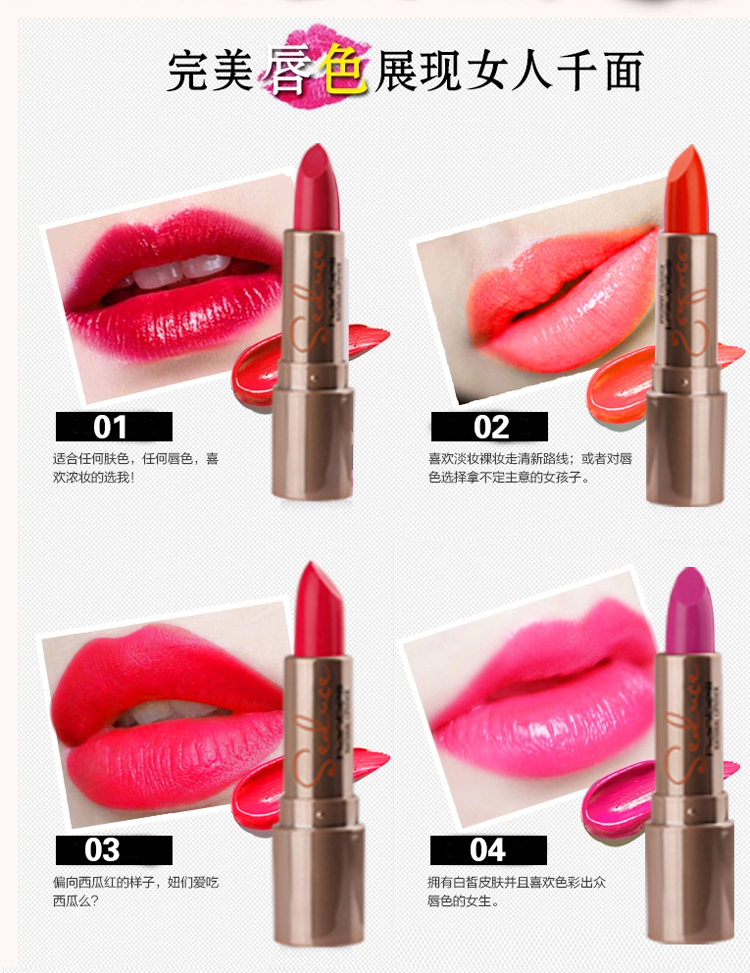 完美唇色展现女人千面
Seduce
Seduce
01
02
适合任何肤色，任何唇色，喜
欢浓妆的选我！
喜欢淡妆裸妆走清新路线；或者对唇
色选择拿不定主意的女孩子。
Seduce
Seduce
03
04
偏向西瓜红的样子，妞们爱吃
西瓜么？
拥有白皙皮肤并且喜欢色彩出众
唇色的女生。